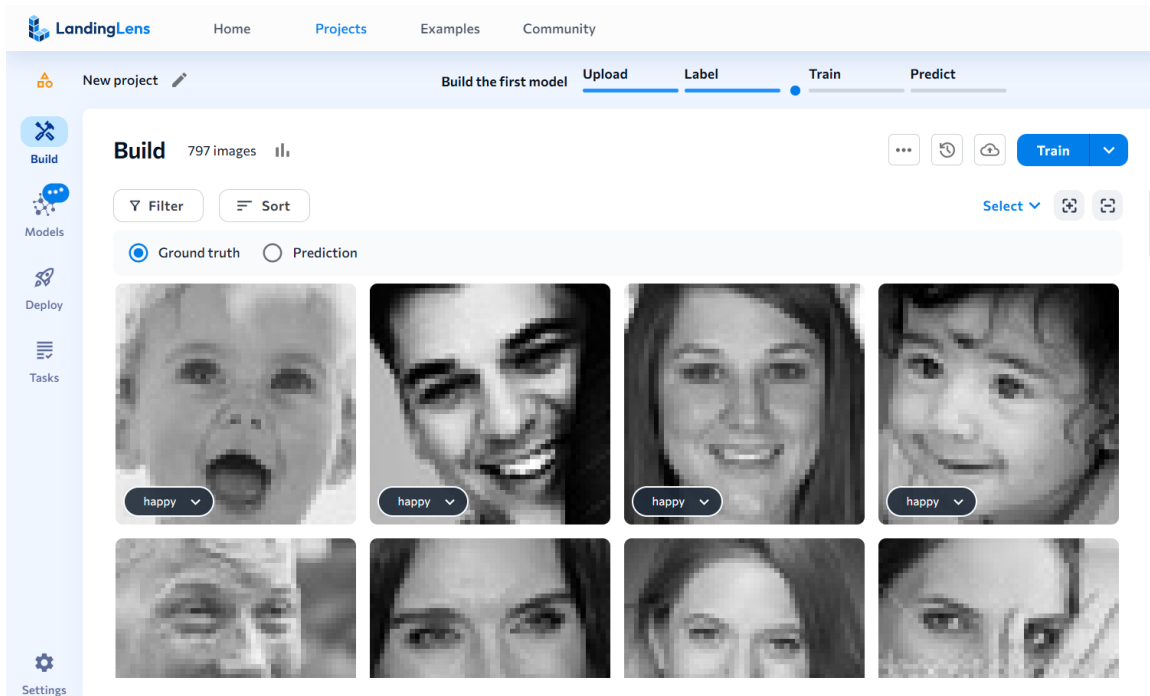 LandingLens Home Projects Examples Community
New project Build the first model Upload Label Train Predict
Build
Models
Deploy
Tasks
Settings
Build 797 images Train
Filter Sort Select
Ground truth Prediction
happy happy happy happy